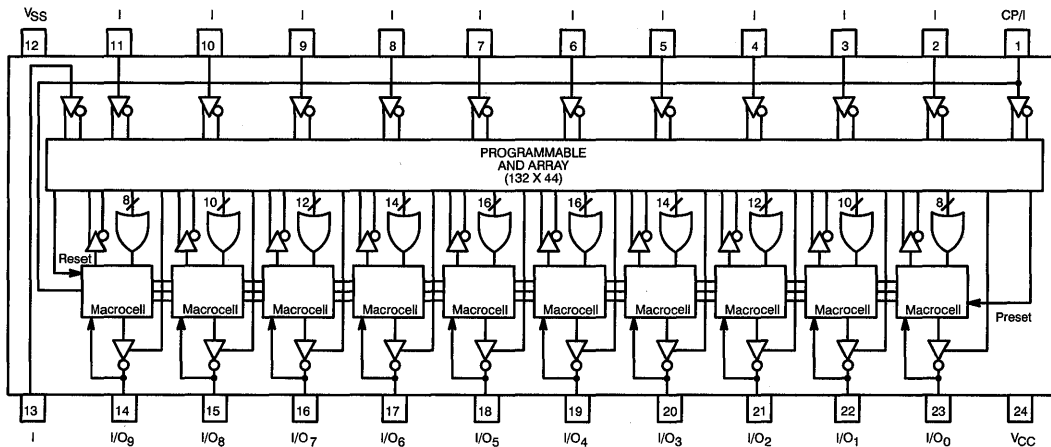 VSS I I I I I I I I I I CP/I
12 11 10 9 8 7 6 5 4 3 2 1
PROGRAMMABLE
AND ARRAY
(132 X 44)
8 10 12 14 16 16 14 12 10 8
Reset
Macrocell Macrocell Macrocell Macrocell Macrocell Macrocell Macrocell Macrocell Macrocell Macrocell
Preset
13 14 15 16 17 18 19 20 21 22 23 24
I I/O9 I/O8 I/O7 I/O6 I/O5 I/O4 I/O3 I/O2 I/O1 I/O0 VCC